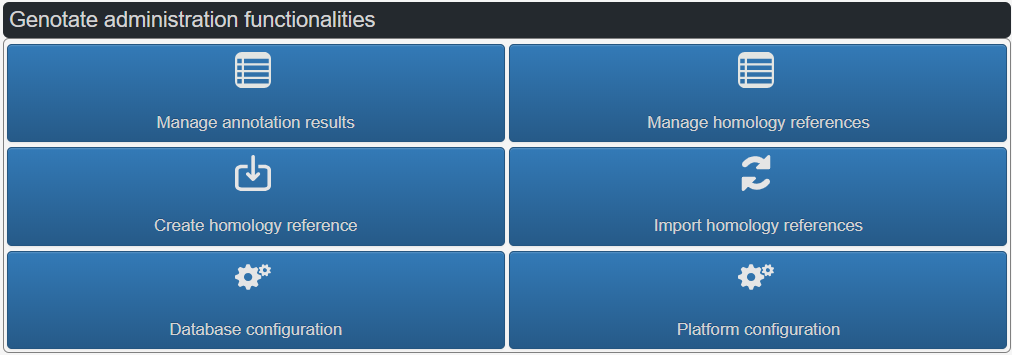 Genotate administration functionalities
Manage annotation results
Manage homology references
Create homology reference
Import homology references
Database configuration
Platform configuration